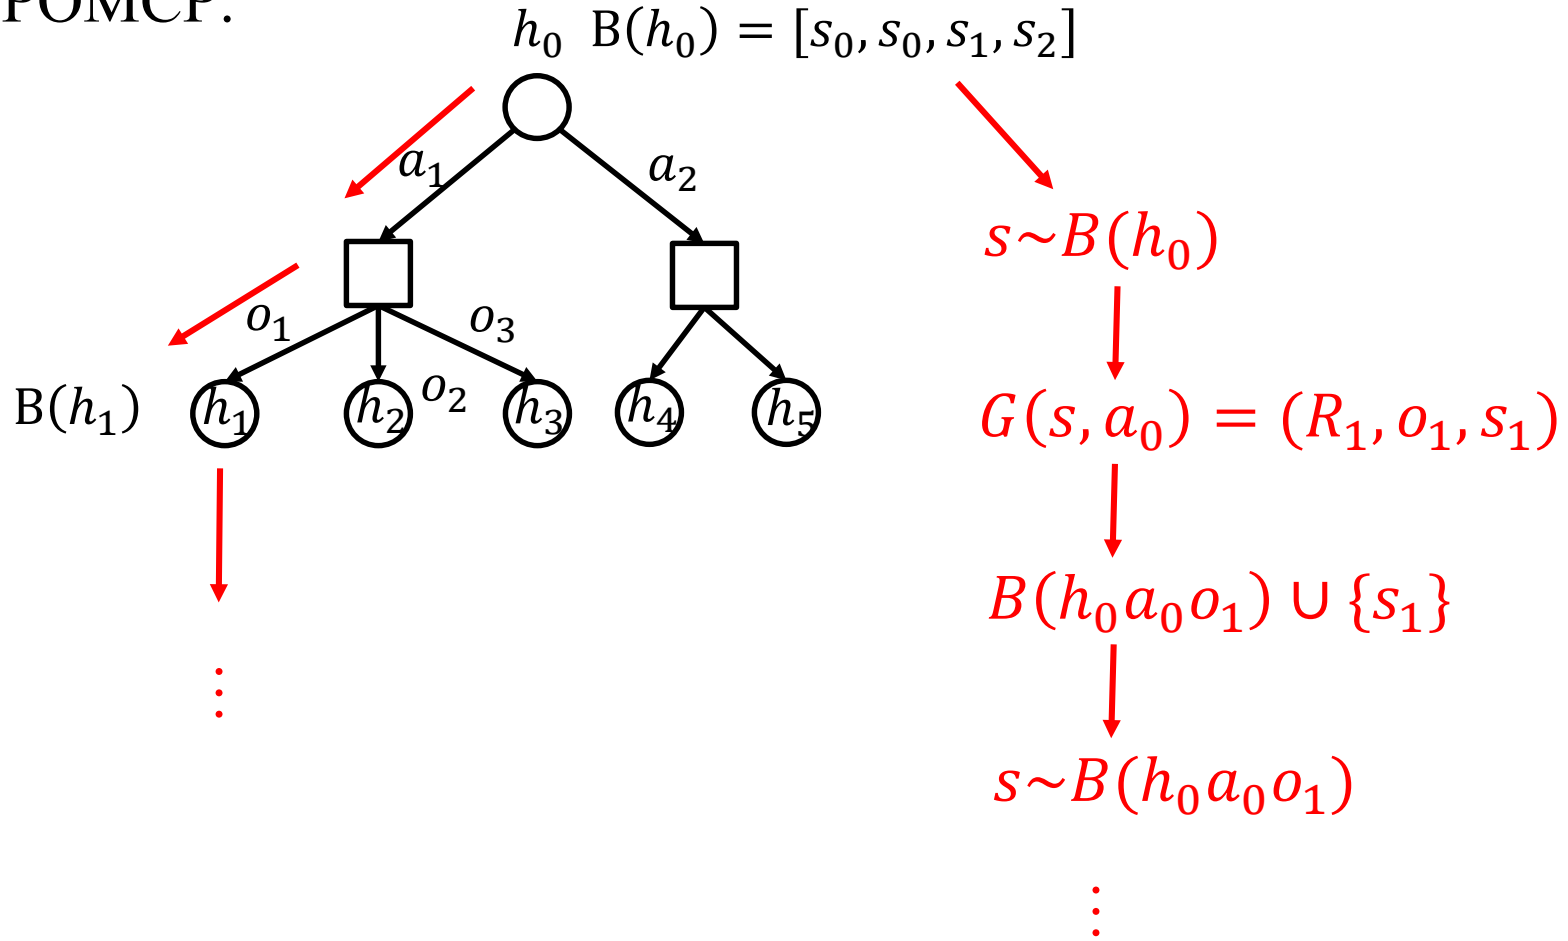 POMCP:
h₀ B(h₀) = [s₀, s₀, s₁, s₂]
a₁
a₂
s~B(h₀)
o₁
o₃
o₂
B(h₁)
h₁
h₂
h₃
h₄
h₅
G(s, a₀) = (R₁, o₁, s₁)
B(h₀a₀o₁) ∪ {s₁}
⋮
s~B(h₀a₀o₁)
⋮